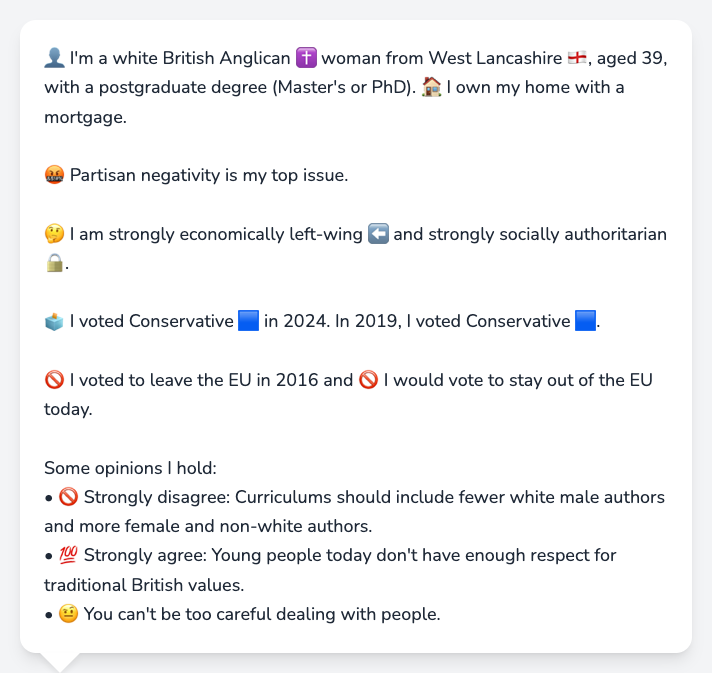 👤 I'm a white British Anglican ✝️ woman from West Lancashire 🏴󠁧󠁢󠁥󠁮󠁧󠁿, aged 39,
with a postgraduate degree (Master's or PhD). 🏠 I own my home with a
mortgage.
🤬 Partisan negativity is my top issue.
🤔 I am strongly economically left-wing ⬅️ and strongly socially authoritarian
🔒.
🗳️ I voted Conservative 🟦 in 2024. In 2019, I voted Conservative 🟦.
🚫 I voted to leave the EU in 2016 and 🚫 I would vote to stay out of the EU
today.
Some opinions I hold:
• 🚫 Strongly disagree: Curriculums should include fewer white male authors
and more female and non-white authors.
• 💯 Strongly agree: Young people today don't have enough respect for
traditional British values.
• 🤨 You can't be too careful dealing with people.